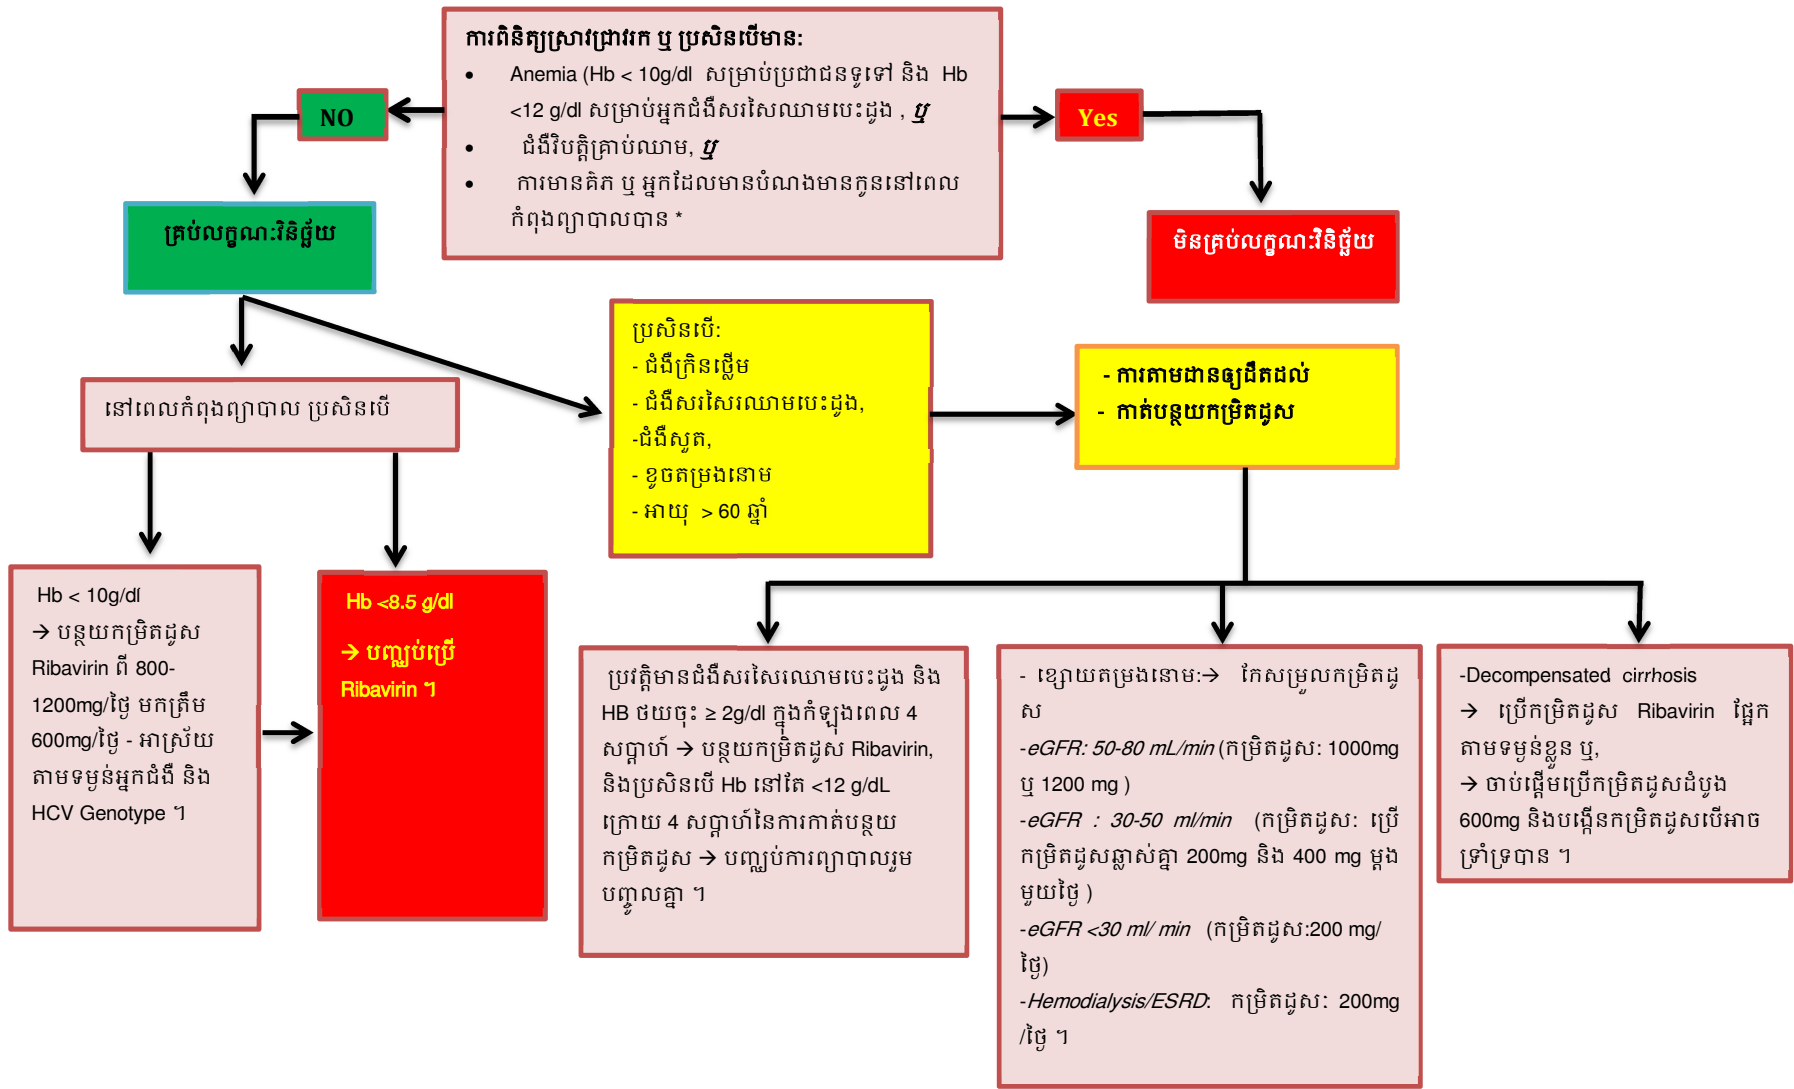 ការពិនិត្យស្រាវជ្រាវរក ឬ ប្រសិនបើមាន:
• Anemia (Hb < 10g/dl សម្រាប់ប្រជាជនទូទៅ និង Hb
<12 g/dl សម្រាប់អ្នកជំងឺសរសៃឈាមបេះដូង , ឬ
• ជំងឺវិបត្តិគ្រាប់ឈាម, ឬ
• ការមានគិភ ឬ អ្នកដែលមានបំណងមានកូននៅពេល
កំពុងព្យាបាលបាន *
NO
Yes
គ្រប់លក្ខណៈវិនិច្ឆ័យ
មិនគ្រប់លក្ខណៈវិនិច្ឆ័យ
នៅពេលកំពុងព្យាបាល ប្រសិនបើ
ប្រសិនបើ:
- ជំងឺក្រិនថ្លើម
- ជំងឺសរសៃរឈាមបេះដូង,
-ជំងឺសួត,
- ខូចតម្រងនោម
- អាយុ > 60 ឆ្នាំ
- ការតាមដានឲ្យដឹតដល់
- កាត់បន្ថយកម្រិតដូស
Hb < 10g/dl
→ បន្ថយកម្រិតដូស
Ribavirin ពី 800-
1200mg/ថ្ងៃ មកត្រឹម
600mg/ថ្ងៃ - អាស្រ័យ
តាមទម្ងន់អ្នកជំងឺ និង
HCV Genotype ។
Hb <8.5 g/dl
→ បញ្ឈប់ប្រើ
Ribavirin ។
ប្រវត្តិមានជំងឺសរសៃរឈាមបេះដូង និង
HB ថយចុះ ≥ 2g/dl ក្នុងកំឡុងពេល 4
សប្តាហ៍ → បន្ថយកម្រិតដូស Ribavirin,
និងប្រសិនបើ Hb នៅតែ <12 g/dL
ក្រោយ 4 សប្តាហ៍នៃការកាត់បន្ថយ
កម្រិតដូស → បញ្ឈប់ការព្យាបាលរួម
បញ្ចូលគ្នា ។
- ខ្សោយតម្រងនោម:→ កែសម្រួលកម្រិតដូ
ស
-eGFR: 50-80 mL/min (កម្រិតដូស: 1000mg
ឬ 1200 mg )
-eGFR : 30-50 ml/min (កម្រិតដូស: ប្រើ
កម្រិតដូសឆ្លាស់គ្នា 200mg និង 400 mg ម្តង
មួយថ្ងៃ )
-eGFR <30 ml/ min (កម្រិតដូស:200 mg/
ថ្ងៃ)
-Hemodialysis/ESRD: កម្រិតដូស: 200mg
/ថ្ងៃ ។
-Decompensated cirrhosis
→ ប្រើកម្រិតដូស Ribavirin ផ្អែក
តាមទម្ងន់ខ្លួន ឬ,
→ ចាប់ផ្តើមប្រើកម្រិតដូសដំបូង
600mg និងបង្កើនកម្រិតដូសបើអាច
ទ្រាំទ្របាន ។